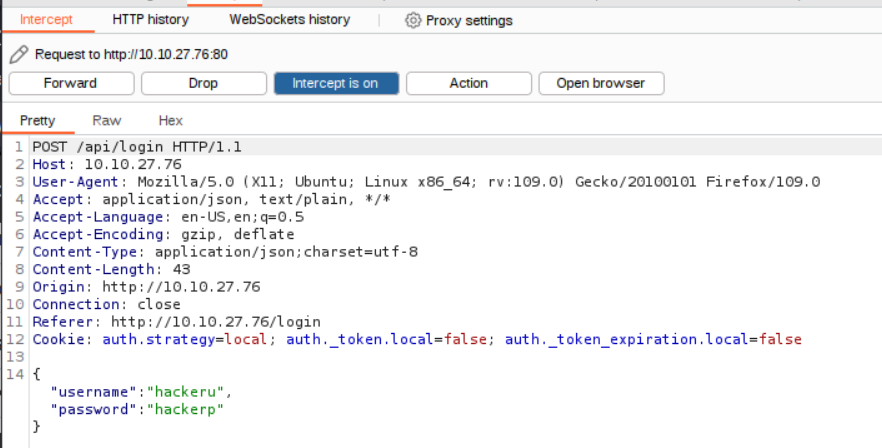 Intercept HTTP history WebSockets history Proxy settings
Request to http://10.10.27.76:80
Forward Drop Intercept is on Action Open browser
Pretty Raw Hex
1 POST /api/login HTTP/1.1
2 Host: 10.10.27.76
3 User-Agent: Mozilla/5.0 (X11; Ubuntu; Linux x86_64; rv:109.0) Gecko/20100101 Firefox/109.0
4 Accept: application/json, text/plain, */*
5 Accept-Language: en-US,en;q=0.5
6 Accept-Encoding: gzip, deflate
7 Content-Type: application/json;charset=utf-8
8 Content-Length: 43
9 Origin: http://10.10.27.76
10 Connection: close
11 Referer: http://10.10.27.76/login
12 Cookie: auth.strategy=local; auth._token.local=false; auth._token_expiration.local=false
13
14 {
"username":"hackeru",
"password":"hackerp"
}